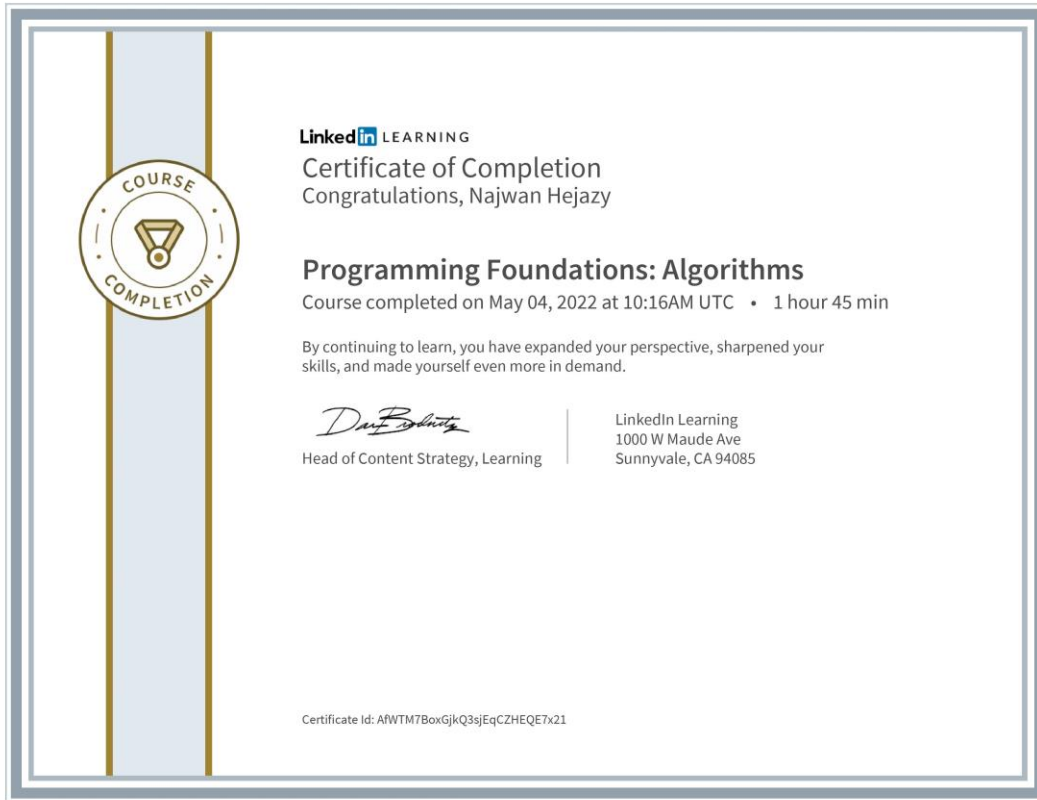 Linked in LEARNING
Certificate of Completion
Congratulations, Najwan Hejazy
COURSE
COMPLETION
Programming Foundations: Algorithms
Course completed on May 04, 2022 at 10:16AM UTC • 1 hour 45 min
By continuing to learn, you have expanded your perspective, sharpened your
skills, and made yourself even more in demand.
Head of Content Strategy, Learning
LinkedIn Learning
1000 W Maude Ave
Sunnyvale, CA 94085
Certificate Id: AfWTM7BoxGjkQ3sjEqCZHEQE7x21